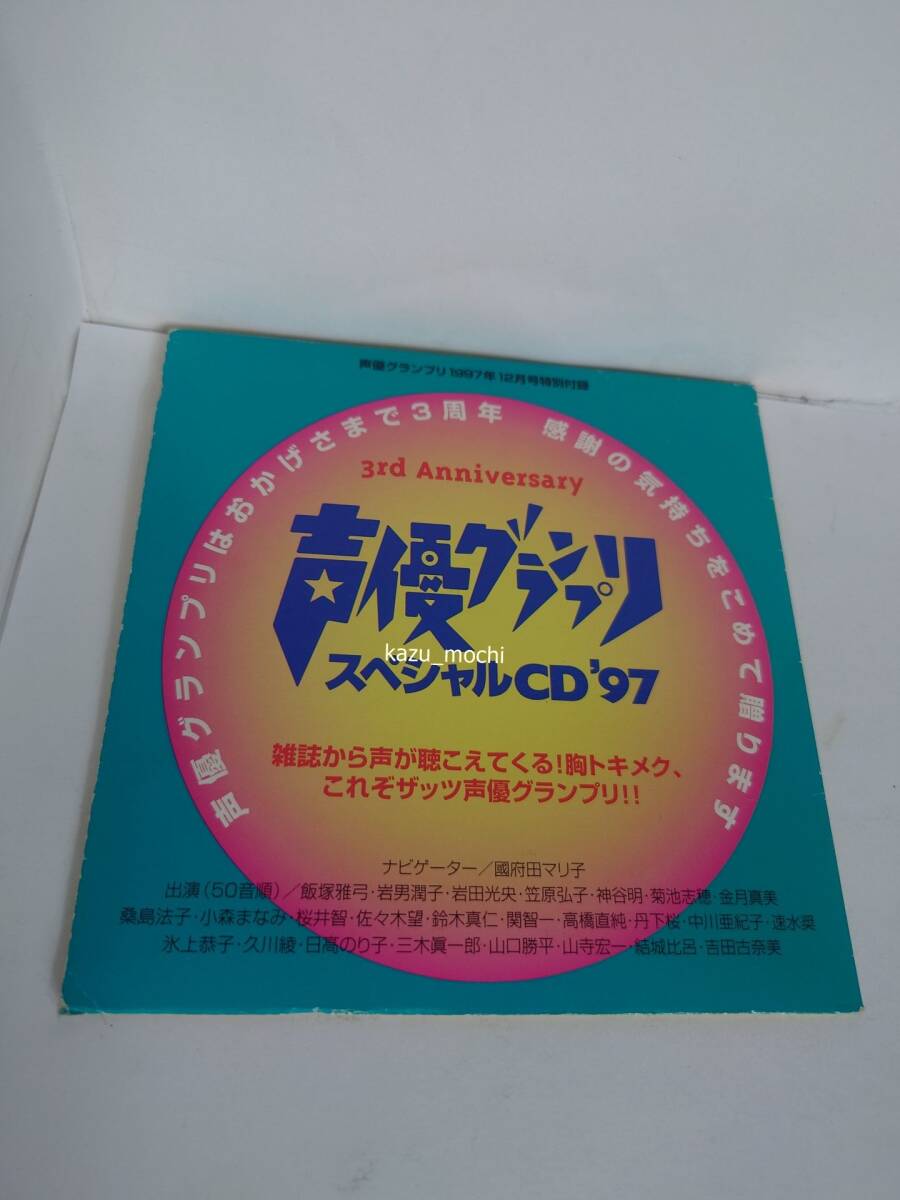 声優グランプリ1997年12月号特別付録
声優グランプリはおかげさまで3周年 感謝の気持ちをこめて贈ります
3rd Anniversary
声優グランプリ
kazu_mochi
スペシャルCD'97
雑誌から声が聴こえてくる!胸トキメク、
これぞザッツ声優グランプリ!!
ナビゲーター/國府田マリ子
出演(50音順)/飯塚雅弓・岩男潤子・岩田光央・笠原弘子・神谷明・菊池志穂・金月真美
桑島法子・小森まなみ・桜井智・佐々木望・鈴木真仁・関智一・高橋直純・丹下桜・中川亜紀子・速水奨
氷上恭子・久川綾・日高のり子・三木眞一郎・山口勝平・山寺宏一・結城比呂・吉田古奈美